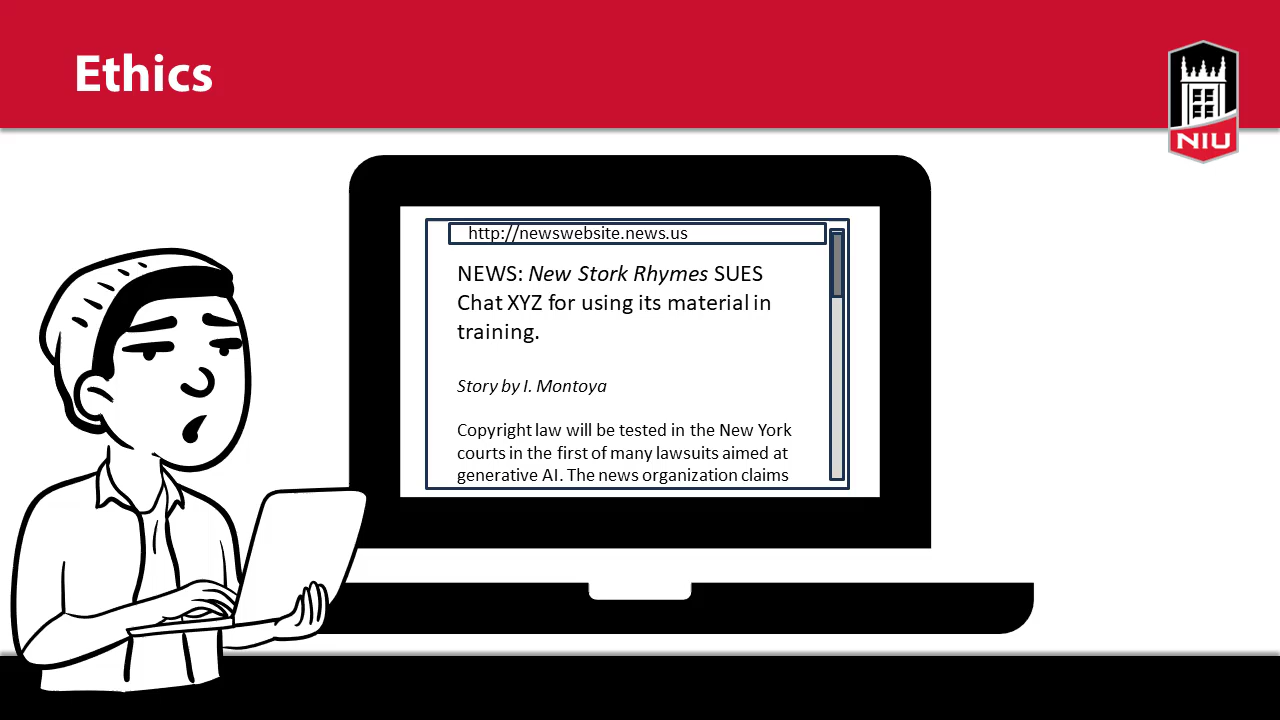 Ethics
NIU
http://newswebsite.news.us
NEWS: New Stork Rhymes SUES
Chat XYZ for using its material in
training.
Story by I. Montoya
Copyright law will be tested in the New York
courts in the first of many lawsuits aimed at
generative AI. The news organization claims